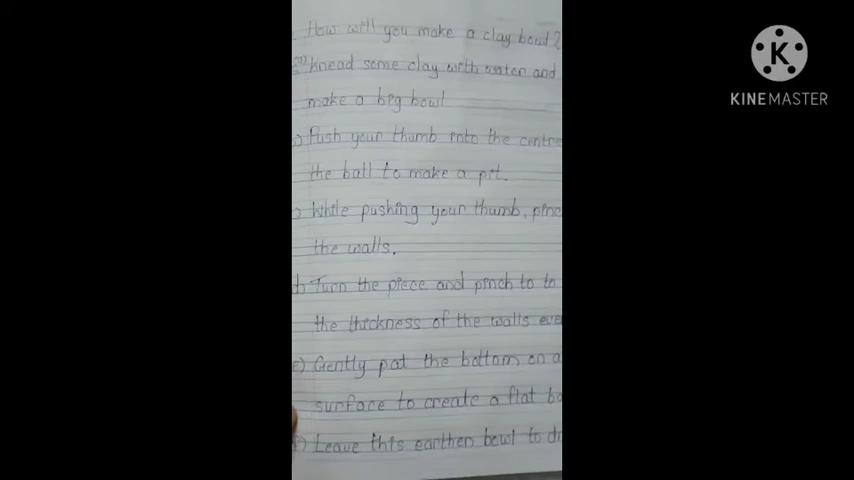 How will you make a clay bowl?
a) Knead some clay with water and
make a big bowl
) Push your thumb into the centre
the ball to make a pit.
) While pushing your thumb, pinc
the walls.
d) Turn the piece and pinch to to
the thickness of the walls eve
e) Gently pat the bottom on a
surface to create a flat ba
f) Leave this earthen bowl to d
K
KINEMASTER